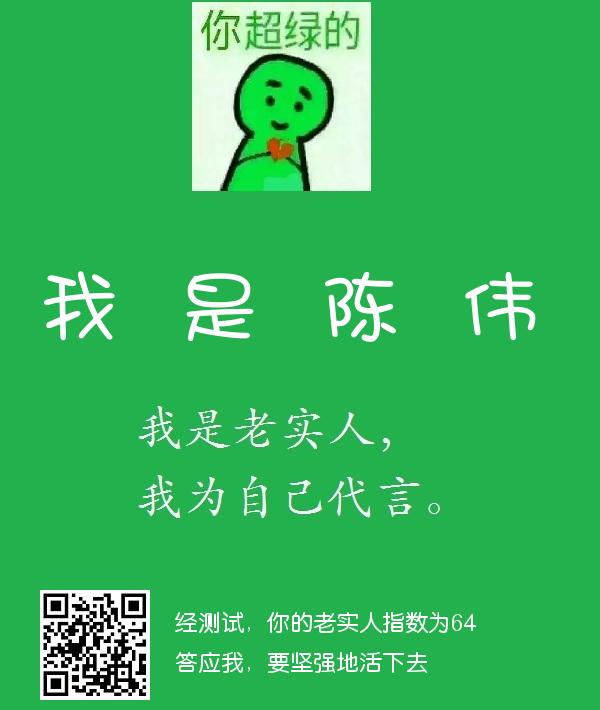 你超绿的
我是陈伟
我是老实人，
我为自己代言。
经测试，你的老实人指数为64
答应我，要坚强地活下去